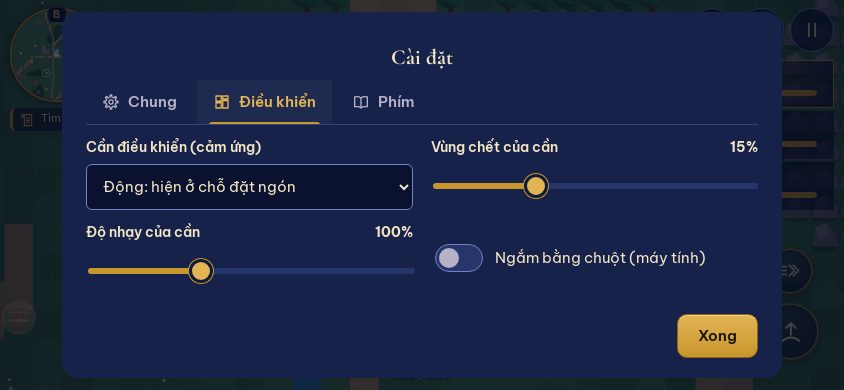 B
Cài đặt
Chung
Điều khiển
Phím
Tìm
Cần điều khiển (cảm ứng)
Động: hiện ở chỗ đặt ngón
Vùng chết của cần
15%
Độ nhạy của cần
100%
Ngắm bằng chuột (máy tính)
Xong